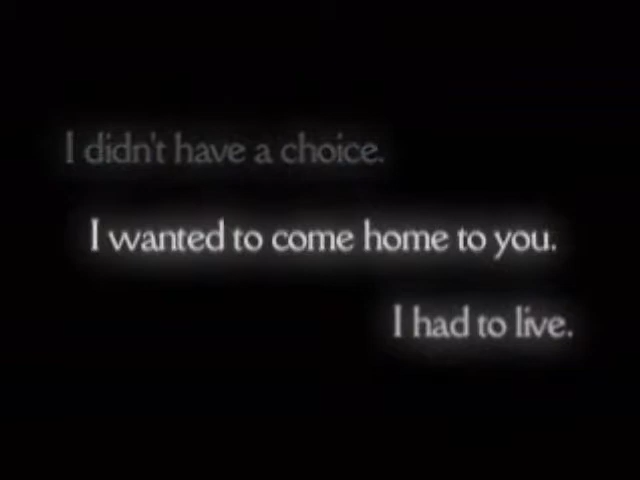 I didn't have a choice.
I wanted to come home to you.
I had to live.